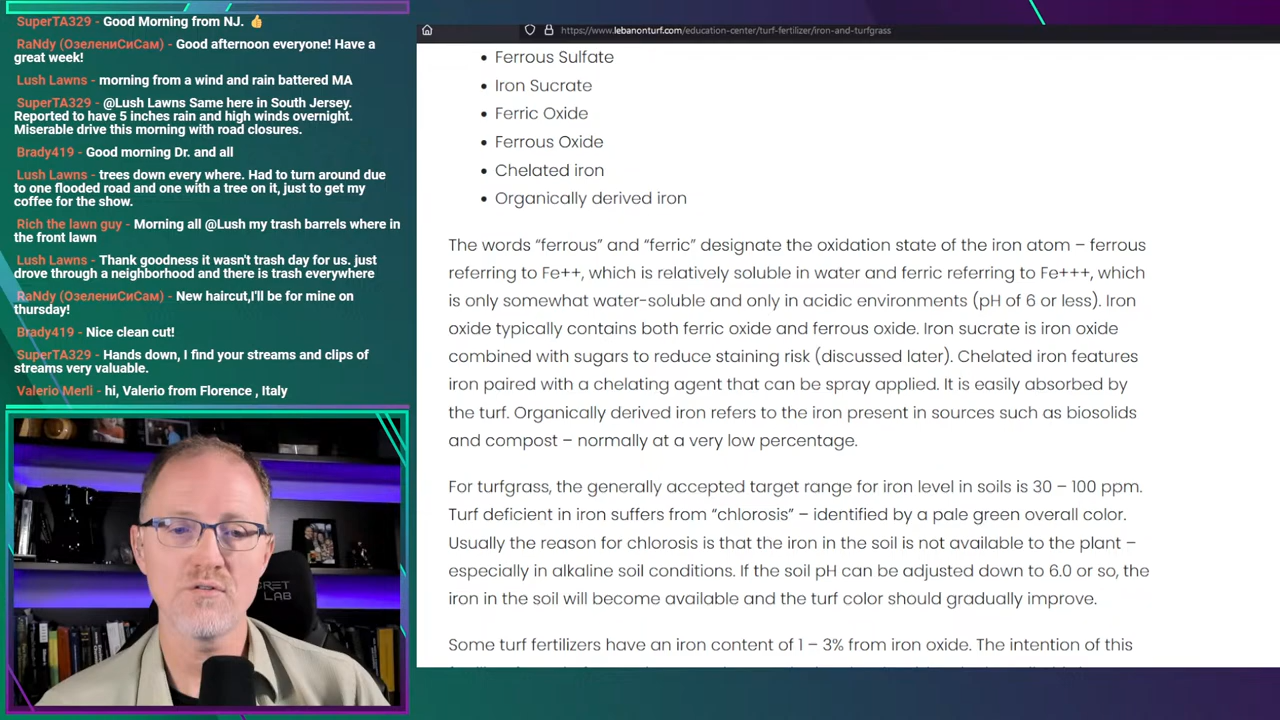 SuperTA329 - Good Morning from NJ. 👍
RaNdy (ОзелениСиСам) - Good afternoon everyone! Have a
great week!
Lush Lawns - morning from a wind and rain battered MA
SuperTA329 - @Lush Lawns Same here in South Jersey.
Reported to have 5 inches rain and high winds overnight.
Miserable drive this morning with road closures.
Brady419 - Good morning Dr. and all
Lush Lawns - trees down every where. Had to turn around due
to one flooded road and one with a tree on it, just to get my
coffee for the show.
Rich the lawn guy - Morning all @Lush my trash barrels where in
the front lawn
Lush Lawns - Thank goodness it wasn't trash day for us. just
drove through a neighborhood and there is trash everywhere
RaNdy (ОзелениСиСам) - New haircut,I'll be for mine on
thursday!
Brady419 - Nice clean cut!
SuperTA329 - Hands down, I find your streams and clips of
streams very valuable.
Valerio Merli - hi, Valerio from Florence , Italy
https://www.lebanonturf.com/education-center/turf-fertilizer/iron-and-turfgrass
• Ferrous Sulfate
• Iron Sucrate
• Ferric Oxide
• Ferrous Oxide
• Chelated iron
• Organically derived iron
The words “ferrous” and “ferric” designate the oxidation state of the iron atom – ferrous
referring to Fe++, which is relatively soluble in water and ferric referring to Fe+++, which
is only somewhat water-soluble and only in acidic environments (pH of 6 or less). Iron
oxide typically contains both ferric oxide and ferrous oxide. Iron sucrate is iron oxide
combined with sugars to reduce staining risk (discussed later). Chelated iron features
iron paired with a chelating agent that can be spray applied. It is easily absorbed by
the turf. Organically derived iron refers to the iron present in sources such as biosolids
and compost – normally at a very low percentage.
For turfgrass, the generally accepted target range for iron level in soils is 30 – 100 ppm.
Turf deficient in iron suffers from “chlorosis” – identified by a pale green overall color.
Usually the reason for chlorosis is that the iron in the soil is not available to the plant –
especially in alkaline soil conditions. If the soil pH can be adjusted down to 6.0 or so, the
iron in the soil will become available and the turf color should gradually improve.
Some turf fertilizers have an iron content of 1 – 3% from iron oxide. The intention of this